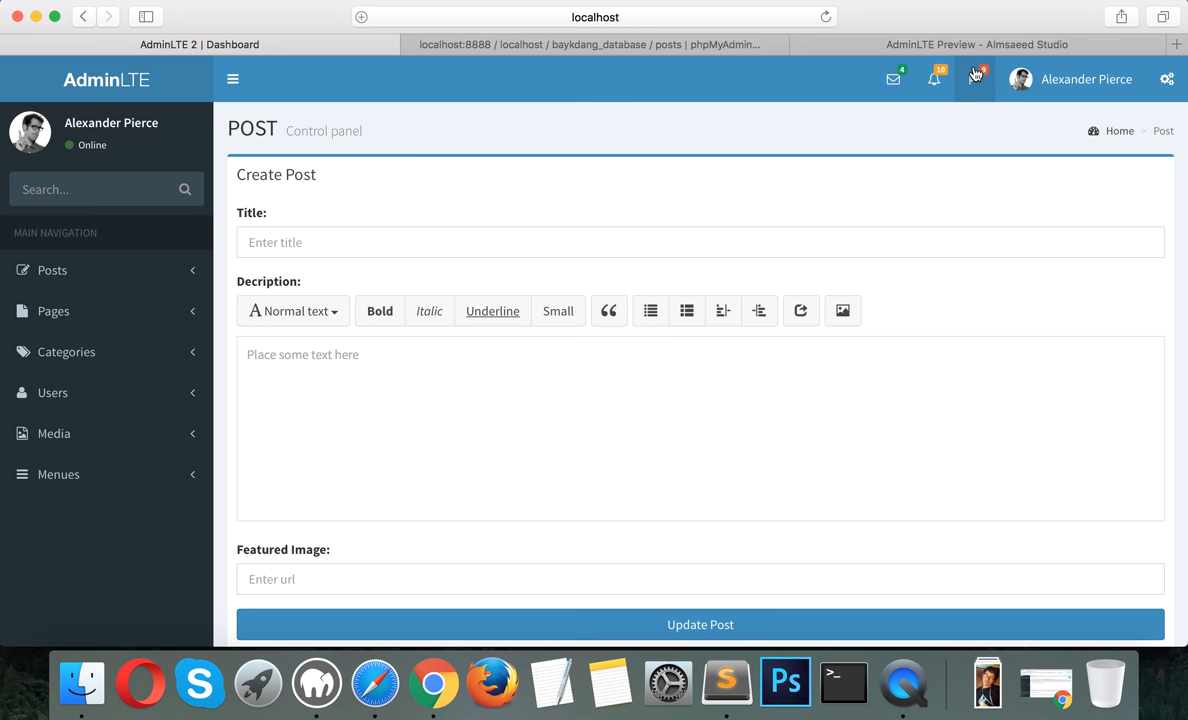 localhost
AdminLTE 2 | Dashboard
localhost:8888 / localhost / baykdang_database / posts | phpMyAdmin...
AdminLTE Preview - Almsaeed Studio
AdminLTE
4
10
9
Alexander Pierce
Alexander Pierce
Online
Search...
MAIN NAVIGATION
Posts
Pages
Categories
Users
Media
Menues
POST Control panel
Home > Post
Create Post
Title:
Enter title
Decription:
A Normal text
Bold
Italic
Underline
Small
Place some text here
Featured Image:
Enter url
Update Post
S
S
Ps
>_